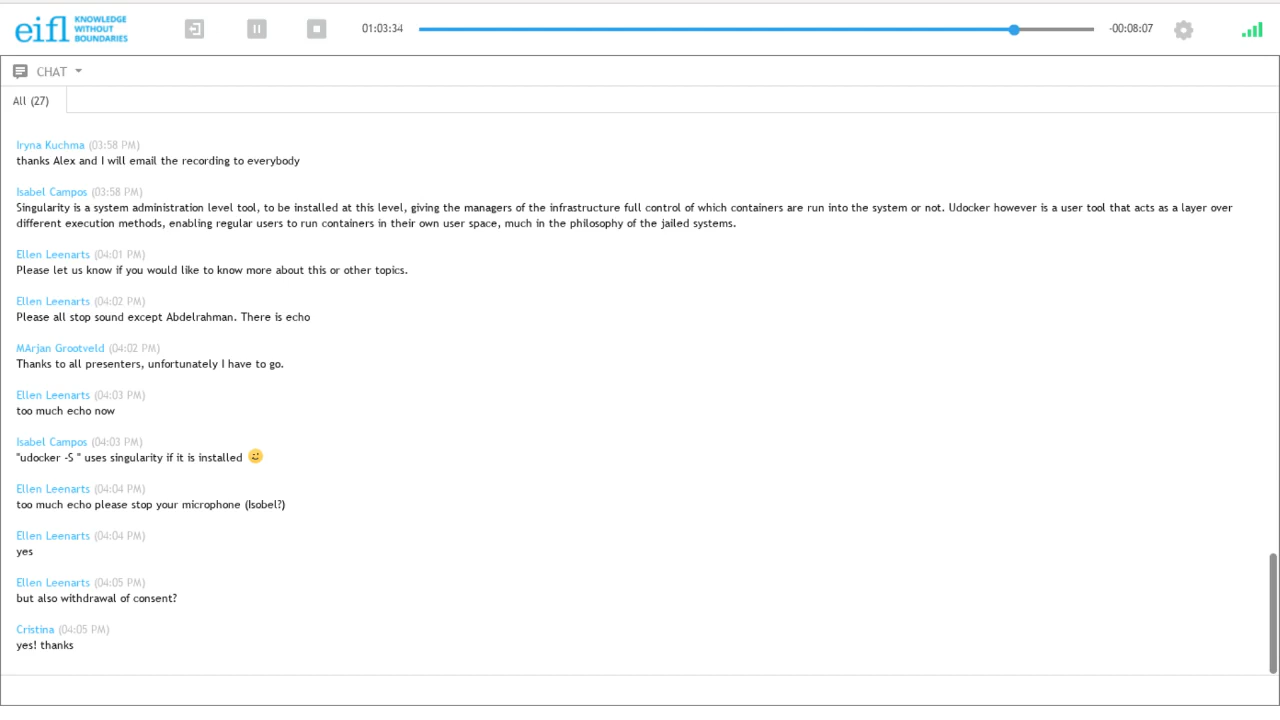 eifl KNOWLEDGE
WITHOUT
BOUNDARIES
01:03:34
-00:08:07
CHAT
All (27)
Iryna Kuchma (03:58 PM)
thanks Alex and I will email the recording to everybody
Isabel Campos (03:58 PM)
Singularity is a system administration level tool, to be installed at this level, giving the managers of the infrastructure full control of which containers are run into the system or not. Udocker however is a user tool that acts as a layer over
different execution methods, enabling regular users to run containers in their own user space, much in the philosophy of the jailed systems.
Ellen Leenarts (04:01 PM)
Please let us know if you would like to know more about this or other topics.
Ellen Leenarts (04:02 PM)
Please all stop sound except Abdelrahman. There is echo
MArjan Grootveld (04:02 PM)
Thanks to all presenters, unfortunately I have to go.
Ellen Leenarts (04:03 PM)
too much echo now
Isabel Campos (04:03 PM)
"udocker -S " uses singularity if it is installed
Ellen Leenarts (04:04 PM)
too much echo please stop your microphone (Isobel?)
Ellen Leenarts (04:04 PM)
yes
Ellen Leenarts (04:05 PM)
but also withdrawal of consent?
Cristina (04:05 PM)
yes! thanks